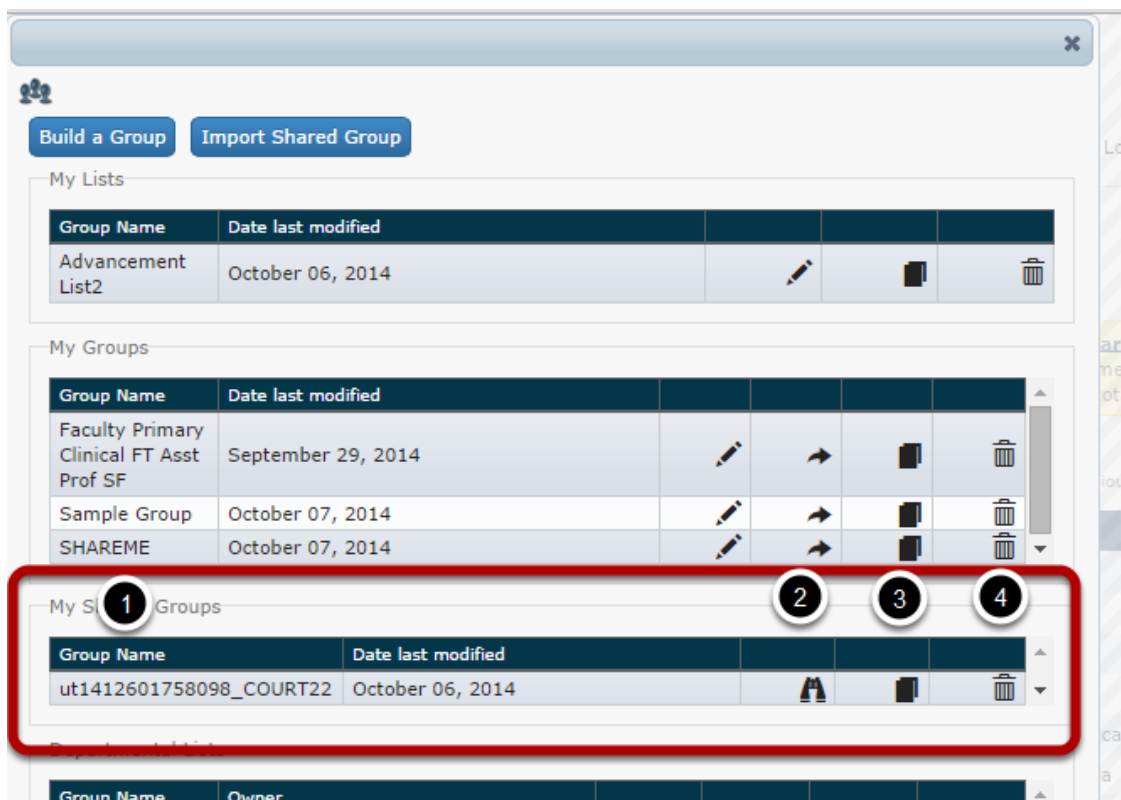 Build a Group Import Shared Group
My Lists
Group Name Date last modified
Advancement
List2
October 06, 2014
My Groups
Group Name Date last modified
Faculty Primary
Clinical FT Asst
Prof SF
September 29, 2014
Sample Group October 07, 2014
SHAREME October 07, 2014
My Groups
1 2 3 4
Group Name Date last modified
ut1412601758098_COURT22 October 06, 2014
Departmental Lists
Group Name Owner